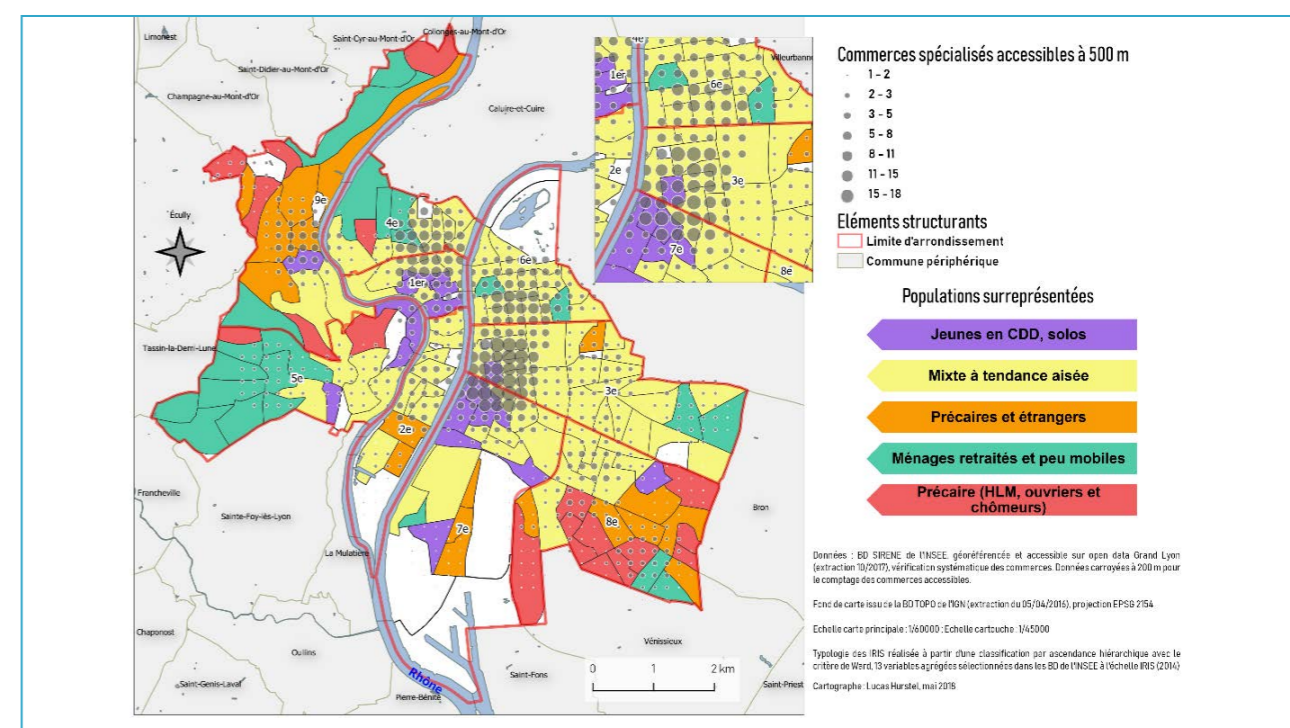 Limonest
Saint-Cyr-au-Mont-d'Or
Collonges-au-Mont-d'Or
Saint-Didier-au-Mont-d'Or
Champagne-au-Mont-d'Or
Caluire-et-Cuire
Écully
9e
4e
1er
6e
Tassin-la-Demi-Lune
5e
3e
2e
7e
8e
Francheville
Sainte-Foy-lès-Lyon
La Mulatière
Bron
Chaponost
Oullins
Vénissieux
Saint-Genis-Laval
Rhône
Pierre-Bénite
Saint-Fons
Saint-Priest
0 1 2 km
4e
Villeurbanne
1er
6e
2e
3e
7e
8e
Commerces spécialisés accessibles à 500 m
1 - 2
2 - 3
3 - 5
5 - 8
8 - 11
11 - 15
15 - 18
Eléments structurants
Limite d'arrondissement
Commune périphérique
Populations surreprésentées
Jeunes en CDD, solos
Mixte à tendance aisée
Précaires et étrangers
Ménages retraités et peu mobiles
Précaire (HLM, ouvriers et
chômeurs)
Données : BD SIRENE de l'INSEE, géoréférencée et accessible sur open data Grand Lyon
(extraction 10/2017), vérification systématique des commerces. Données carroyées à 200 m pour
le comptage des commerces accessibles.
Fond de carte issu de la BD TOPO de l'IGN (extraction du 05/04/2016), projection EPSG 2154
Echelle carte principale : 1/60000 ; Echelle cartouche : 1/45000
Typologie des IRIS réalisée à partir d'une classification par ascendance hiérarchique avec le
critère de Ward, 13 variables agrégées sélectionnées dans les BD de l'INSEE à l'échelle IRIS (2014)
Cartographe : Lucas Hurstel, mai 2018